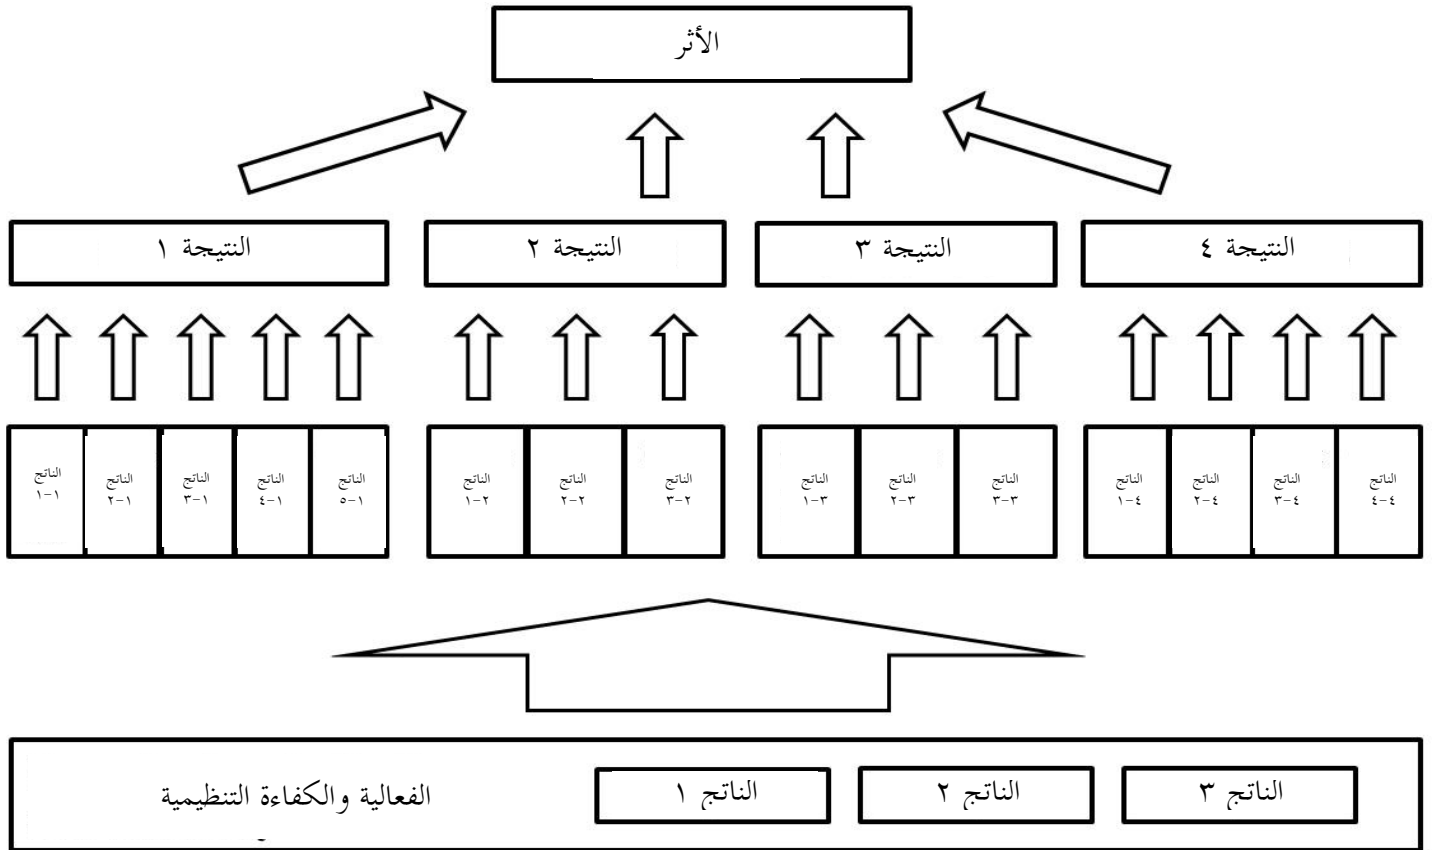 الأثر
النتيجة ١
النتيجة ٢
النتيجة ٣
النتيجة ٤
الناتج
١-١
الناتج
٢-١
الناتج
٣-١
الناتج
٤-١
الناتج
٥-١
الناتج
١-٢
الناتج
٢-٢
الناتج
٣-٢
الناتج
١-٣
الناتج
٢-٣
الناتج
٣-٣
الناتج
١-٤
الناتج
٢-٤
الناتج
٣-٤
الناتج
٤-٤
الفعالية والكفاءة التنظيمية
الناتج ١
الناتج ٢
الناتج ٣